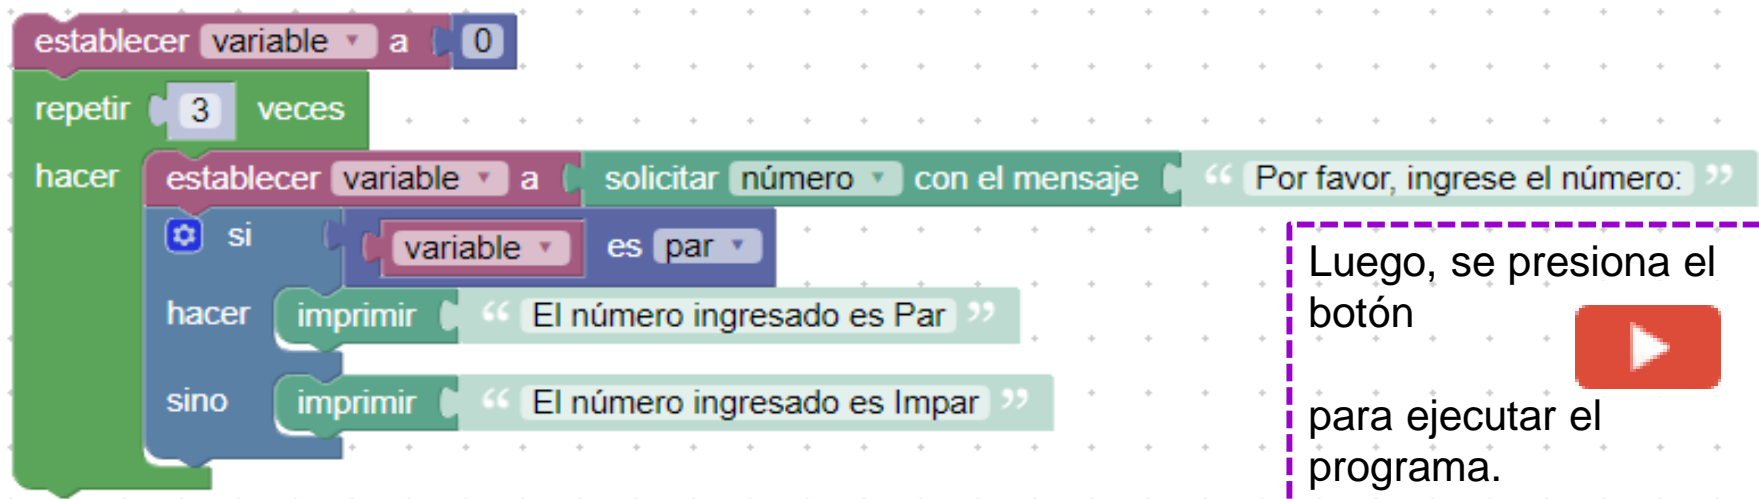 establecer variable a 0
repetir 3 veces
hacer establecer variable a solicitar número con el mensaje “ Por favor, ingrese el número: ”
si variable es par
hacer imprimir “ El número ingresado es Par ”
sino imprimir “ El número ingresado es Impar ”
Luego, se presiona el
botón
para ejecutar el
programa.